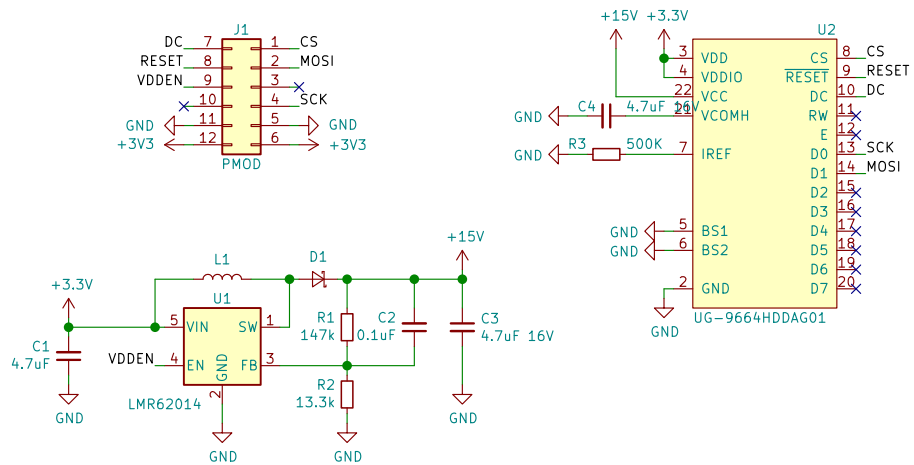 J1
DC 7 1 CS
RESET 8 2 MOSI
VDDEN 9 3
10 4 SCK
GND 11 5 GND
+3V3 12 6 +3V3
PMOD
+15V +3.3V
U2
3 VDD CS 8 CS
4 VDDIO RESET 9 RESET
22 VCC DC 10 DC
C4 4.7uF 16V
GND 21 VCOMH RW 11
E 12
R3 500K
GND 7 IREF D0 13 SCK
D1 14 MOSI
D2 15
D3 16
GND 5 BS1 D4 17
GND 6 BS2 D5 18
D6 19
2 GND D7 20
GND
UG-9664HDDAG01
+15V
L1 D1
+3.3V
U1
5 VIN SW 1
R1
147k
C2
0.1uF
C3
4.7uF 16V
C1
4.7uF
VDDEN 4 EN GND FB 3
2
R2
13.3k
LMR62014
GND
GND
GND
GND